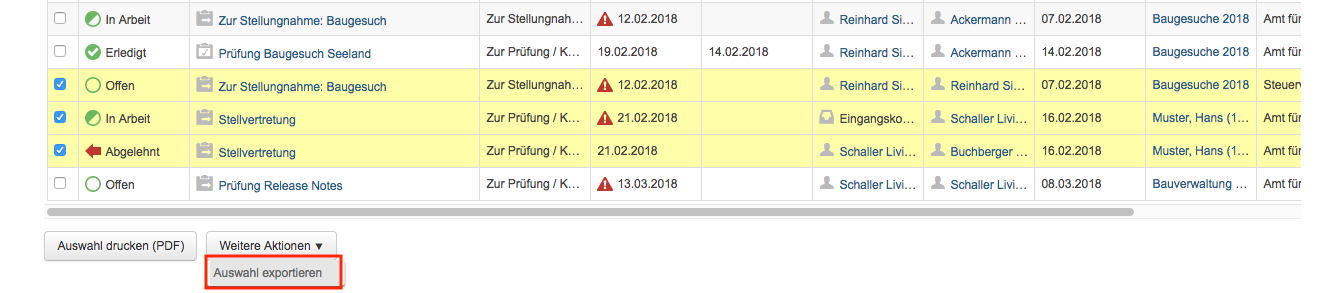 In Arbeit Zur Stellungnahme: Baugesuch Zur Stellungnah… 12.02.2018 Reinhard Si… Ackermann … 07.02.2018 Baugesuche 2018 Amt für
Erledigt Prüfung Baugesuch Seeland Zur Prüfung / K… 19.02.2018 14.02.2018 Reinhard Si… Ackermann … 14.02.2018 Baugesuche 2018 Amt für
Offen Zur Stellungnahme: Baugesuch Zur Stellungnah… 12.02.2018 Reinhard Si… Reinhard Si… 07.02.2018 Baugesuche 2018 Steuerv
In Arbeit Stellvertretung Zur Prüfung / K… 21.02.2018 Eingangsko… Schaller Livi… 16.02.2018 Muster, Hans (1… Amt für
Abgelehnt Stellvertretung Zur Prüfung / K… 21.02.2018 Schaller Livi… Buchberger … 16.02.2018 Muster, Hans (1… Amt für
Offen Prüfung Release Notes Zur Prüfung / K… 13.03.2018 Schaller Livi… Schaller Livi… 08.03.2018 Bauverwaltung … Amt für
Auswahl drucken (PDF) Weitere Aktionen ▼
Auswahl exportieren